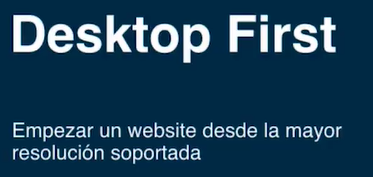 Desktop First
Empezar un website desde la mayor
resolución soportada